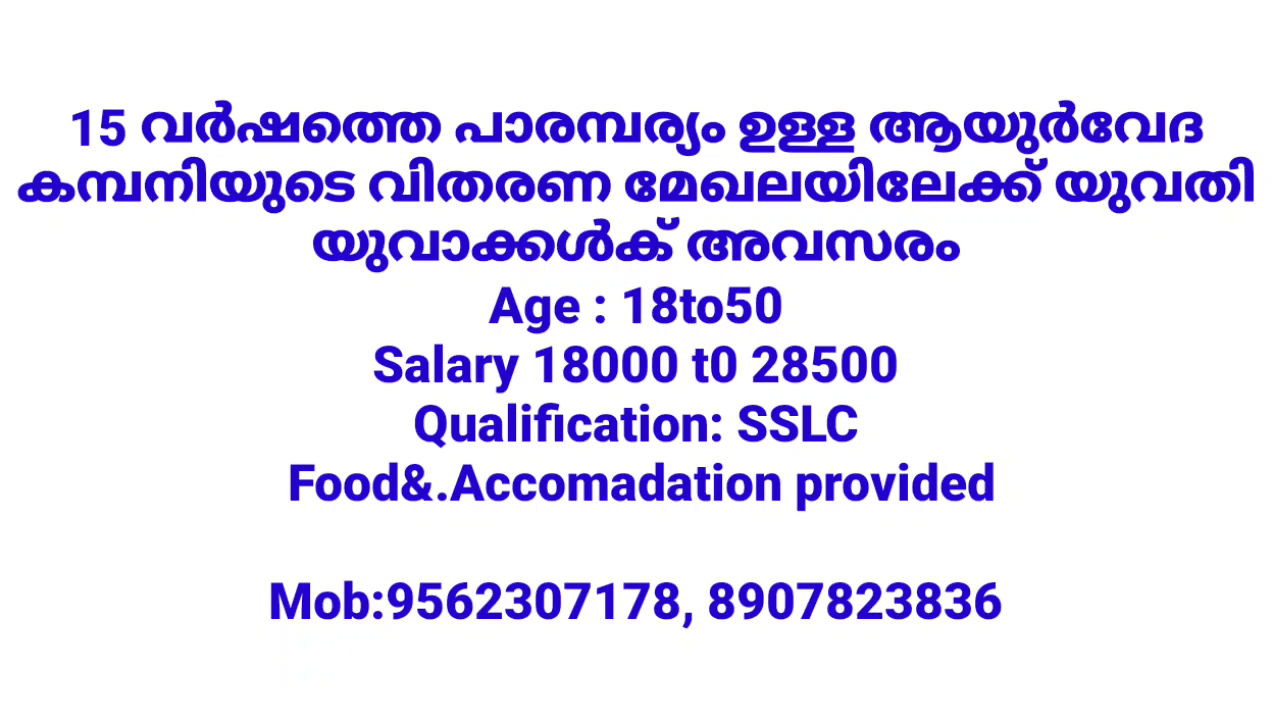 15 വർഷത്തെ പാരമ്പര്യം ഉള്ള ആയുർവേദ
കമ്പനിയുടെ വിതരണ മേഖലയിലേക്ക് യുവതി
യുവാക്കൾക് അവസരം
Age : 18to50
Salary 18000 t0 28500
Qualification: SSLC
Food&.Accomadation provided
Mob:9562307178, 8907823836